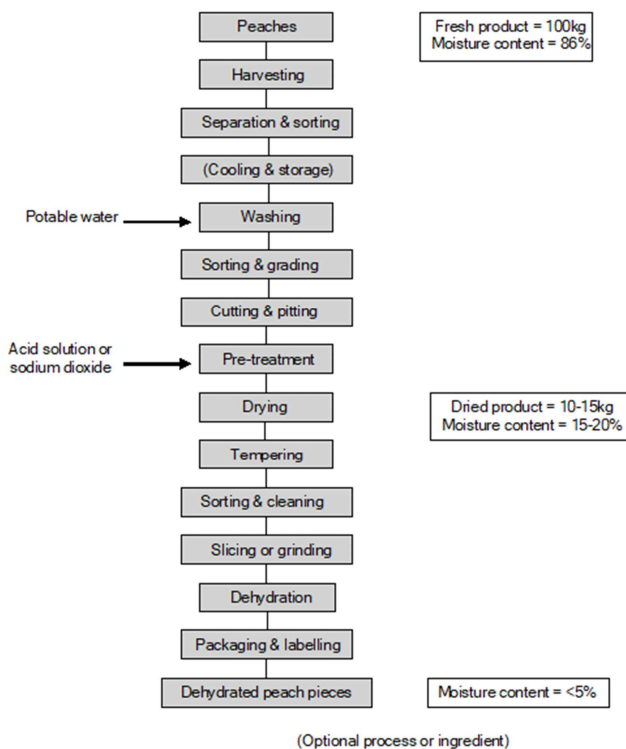 Peaches
Fresh product = 100kg
Moisture content = 86%
Harvesting
Separation & sorting
(Cooling & storage)
Potable water
Washing
Sorting & grading
Cutting & pitting
Acid solution or
sodium dioxide
Pre-treatment
Drying
Dried product = 10-15kg
Moisture content = 15-20%
Tempering
Sorting & cleaning
Slicing or grinding
Dehydration
Packaging & labelling
Dehydrated peach pieces
Moisture content = <5%
(Optional process or ingredient)